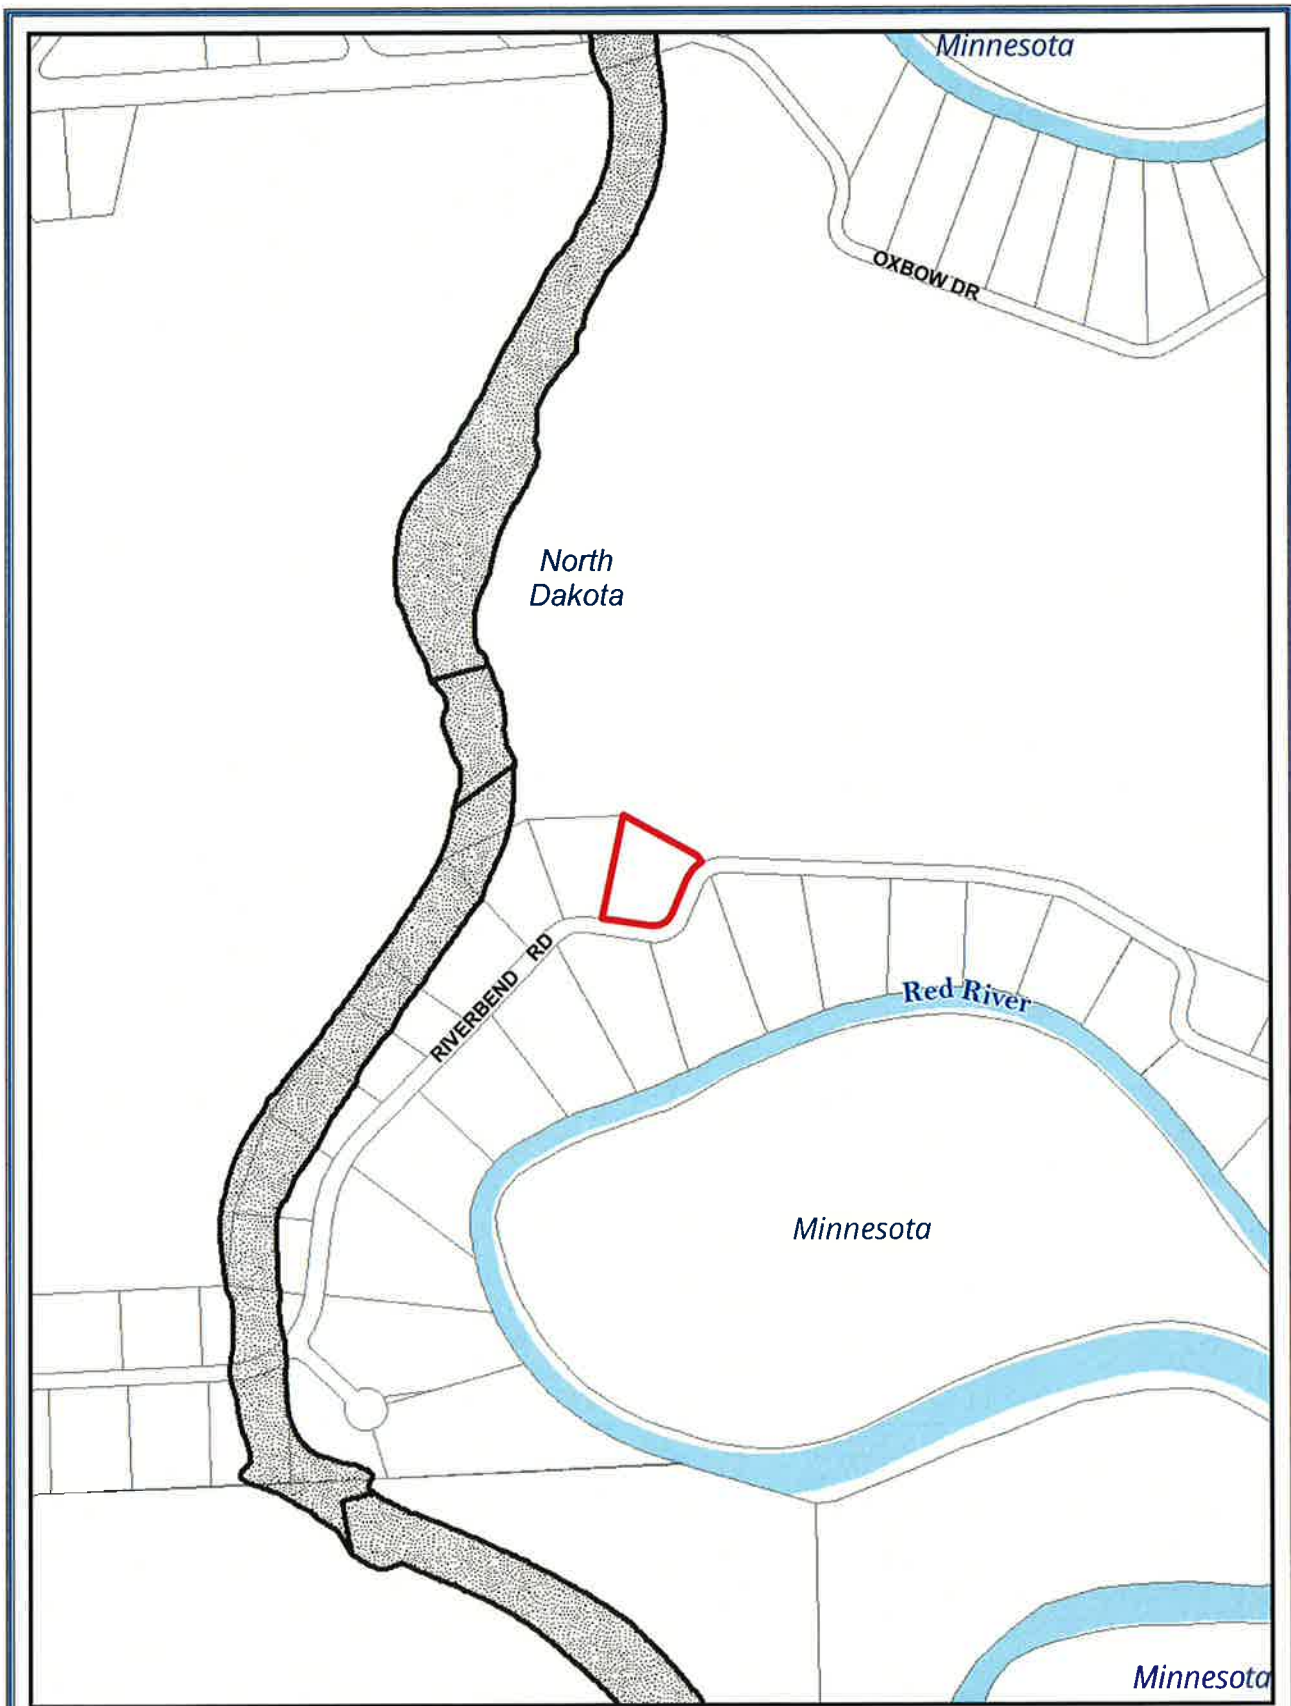 Minnesota
OXBOW DR
North
Dakota
RIVERBEND RD
Red River
Minnesota
Minnesota